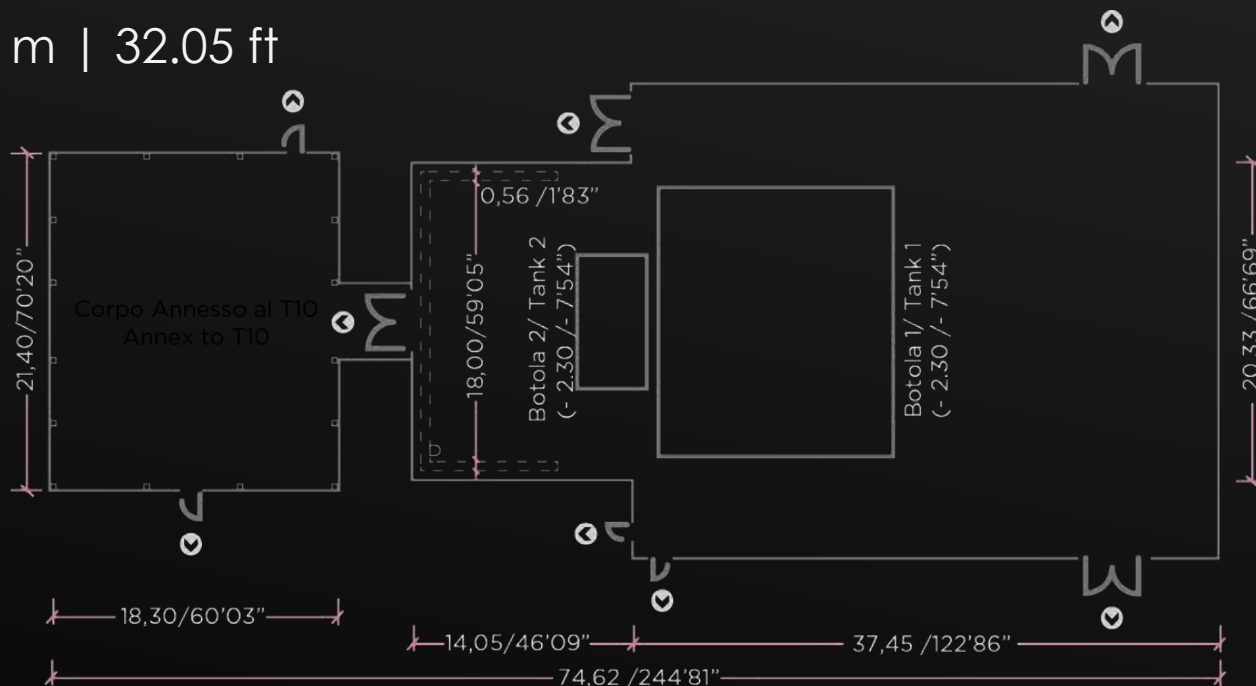 m | 32.05 ft
0,56 /1'83”
21,40/70'20”
Corpo Annesso al T10
Annex to T10
18,00/59'05”
Botola 2/ Tank 2
(- 2.30 /- 7'54”)
Botola 1/ Tank 1
(- 2.30 /- 7'54”)
20,33 /66'69”
18,30/60'03”
14,05/46'09”
37,45 /122'86”
74,62 /244'81”